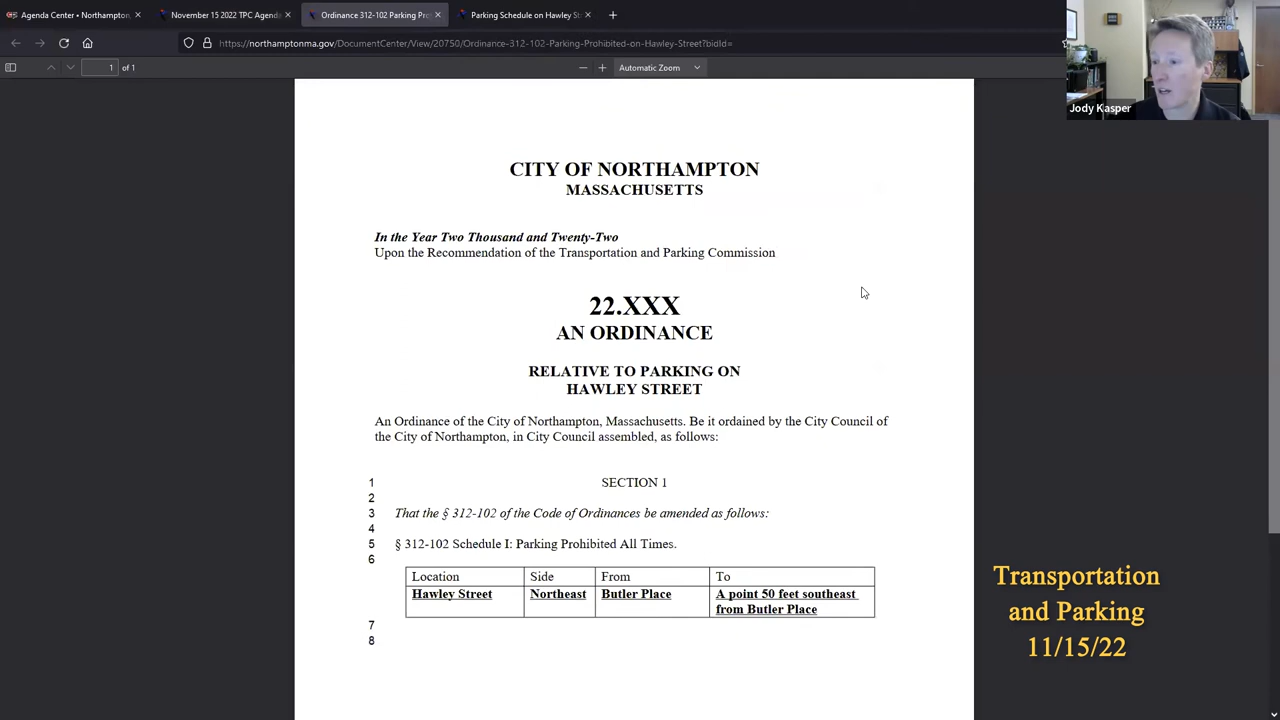 Agenda Center • Northampton,
November 15 2022 TPC Agenda
Ordinance 312-102 Parking Pro
Parking Schedule on Hawley St
https://northamptonma.gov/DocumentCenter/View/20750/Ordinance-312-102-Parking-Prohibited-on-Hawley-Street?bidId=
1 of 1
Automatic Zoom
Jody Kasper
CITY OF NORTHAMPTON
MASSACHUSETTS
In the Year Two Thousand and Twenty-Two
Upon the Recommendation of the Transportation and Parking Commission
22.XXX
AN ORDINANCE
RELATIVE TO PARKING ON
HAWLEY STREET
An Ordinance of the City of Northampton, Massachusetts. Be it ordained by the City Council of
the City of Northampton, in City Council assembled, as follows:
1 SECTION 1
2
3 That the § 312-102 of the Code of Ordinances be amended as follows:
4
5 § 312-102 Schedule I: Parking Prohibited All Times.
6
Location Side From To
Hawley Street Northeast Butler Place A point 50 feet southeast
from Butler Place
7
8
Transportation
and Parking
11/15/22